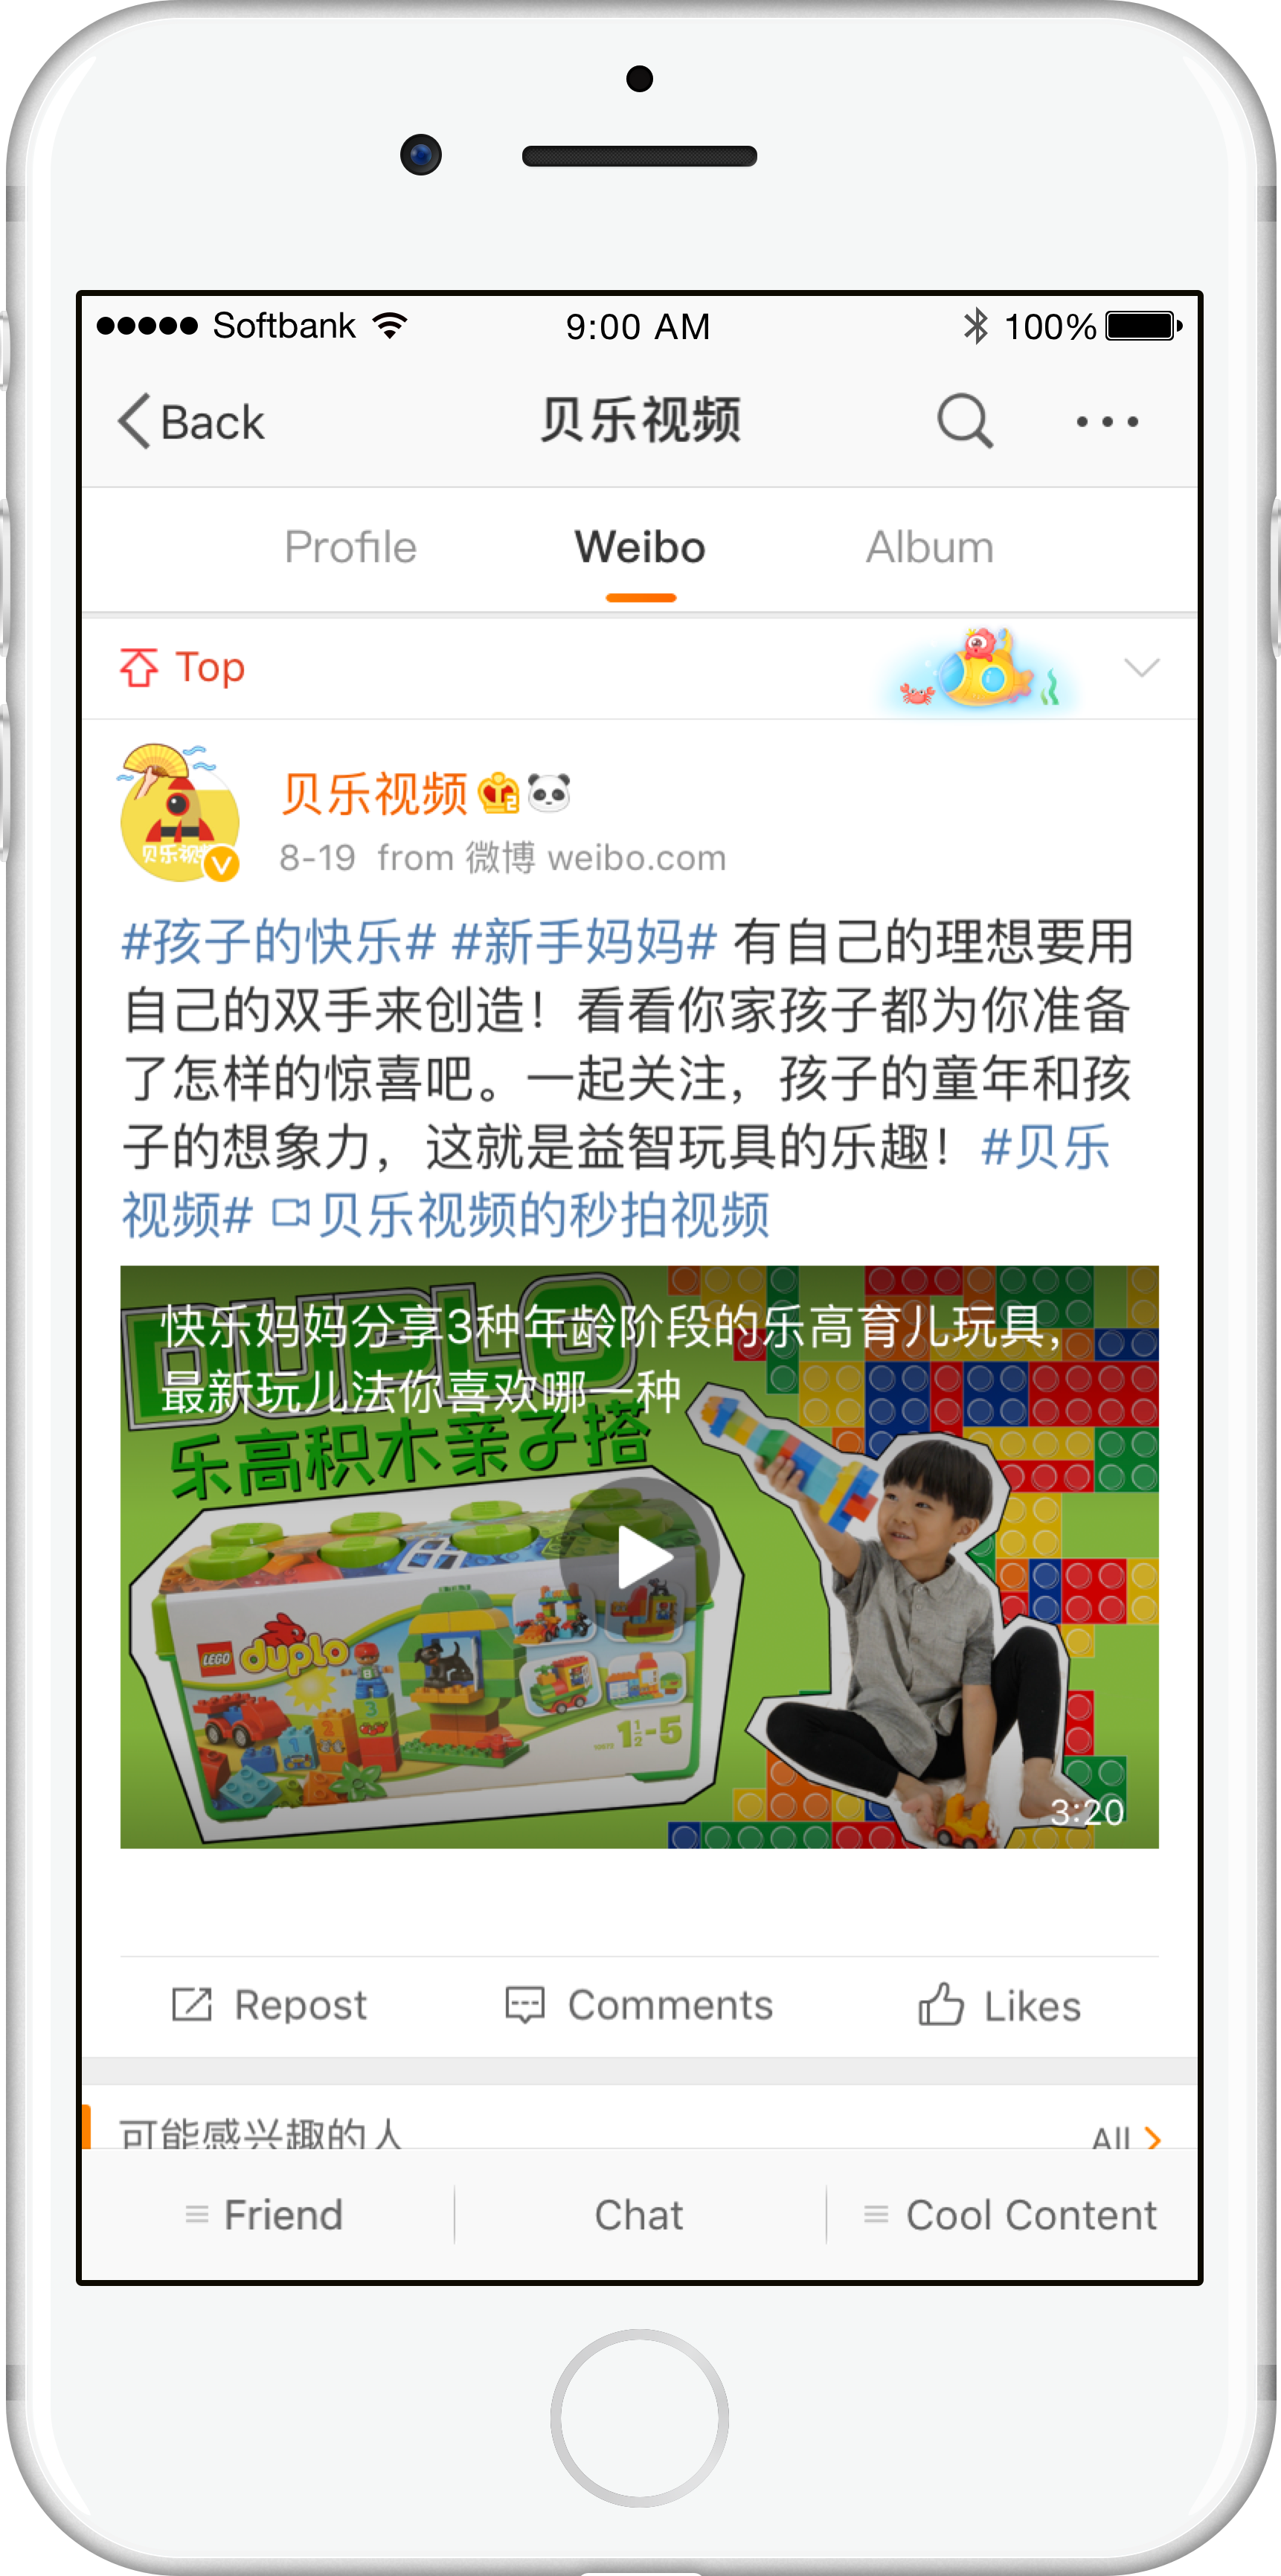 Softbank 9:00 AM 100%
Back 贝乐视频
Profile Weibo Album
Top
贝乐视频
8-19 from 微博 weibo.com
#孩子的快乐# #新手妈妈# 有自己的理想要用
自己的双手来创造！看看你家孩子都为你准备
了怎样的惊喜吧。一起关注，孩子的童年和孩
子的想象力，这就是益智玩具的乐趣！#贝乐
视频# 贝乐视频的秒拍视频
DUPLO
快乐妈妈分享3种年龄阶段的乐高育儿玩具，
最新玩儿法你喜欢哪一种
乐高积木亲子搭
LEGO duplo
1½-5
3:20
Repost Comments Likes
可能感兴趣的人 All
Friend Chat Cool Content